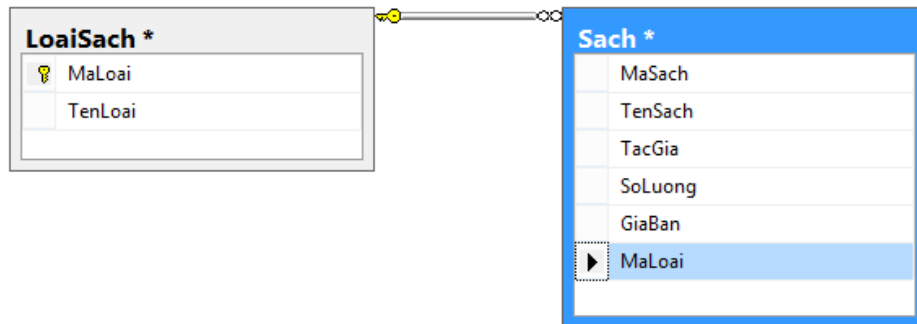 LoaiSach *
MaLoai
TenLoai
Sach *
MaSach
TenSach
TacGia
SoLuong
GiaBan
MaLoai